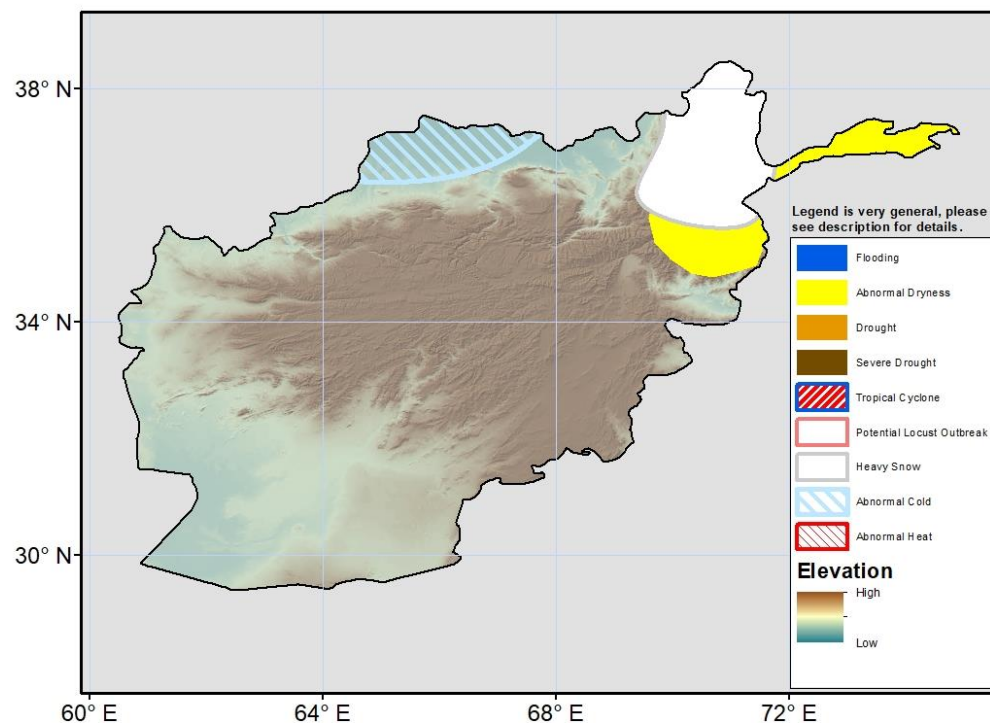 38° N
34° N
30° N
60° E
64° E
68° E
72° E
Legend is very general, please
see description for details.
Flooding
Abnormal Dryness
Drought
Severe Drought
Tropical Cyclone
Potential Locust Outbreak
Heavy Snow
Abnormal Cold
Abnormal Heat
Elevation
High
Low